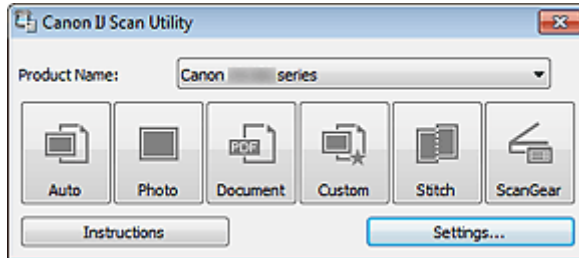 Canon IJ Scan Utility
Product Name: Canon series
PDF
Auto Photo Document Custom Stitch ScanGear
Instructions Settings...